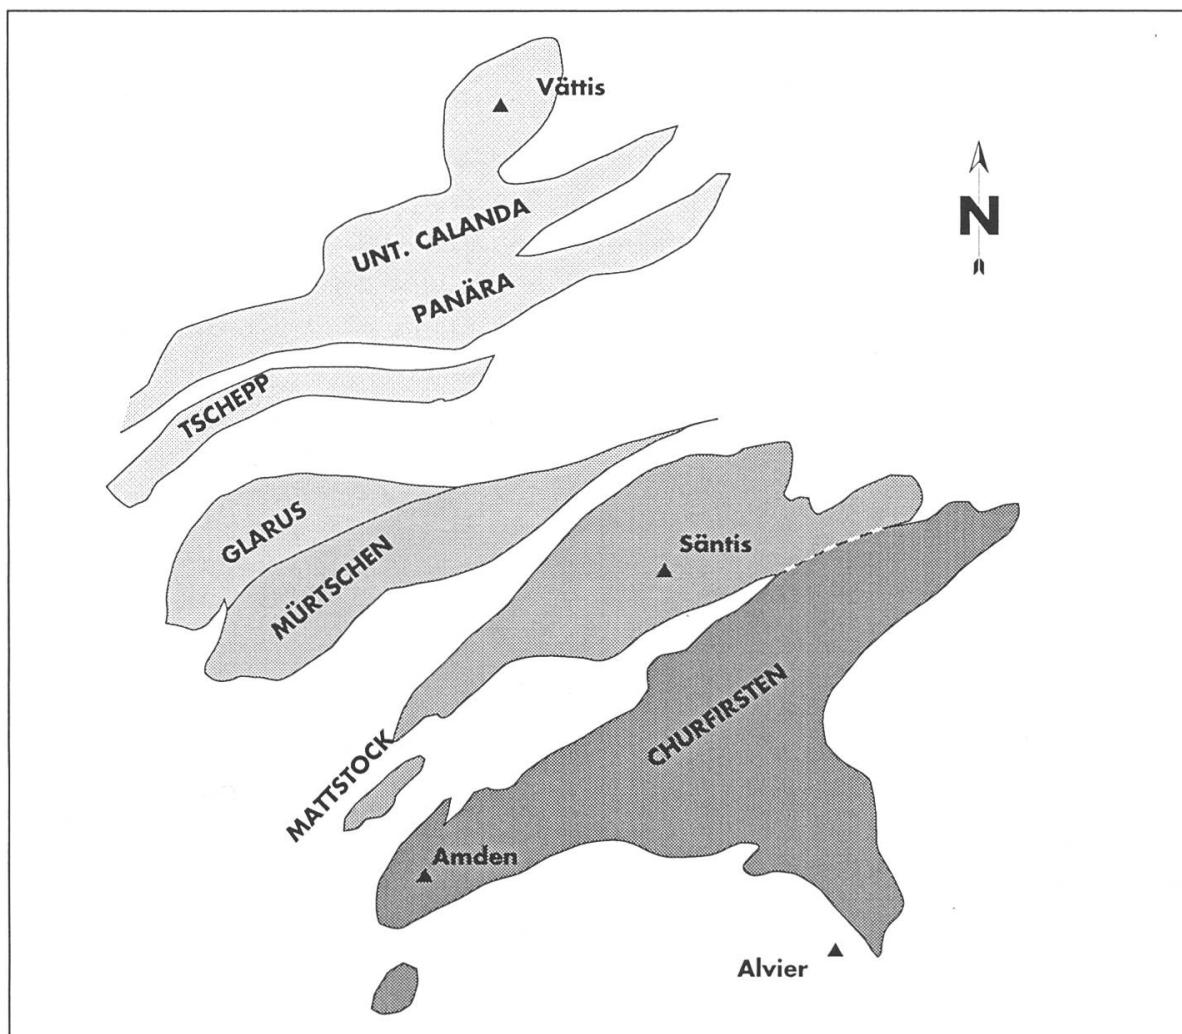 Vättis
N
UNT. CALANDA
PANÄRA
TSCHEPP
GLARUS
MÜRTSCHEN
Säntis
CHURFIRSTEN
MATTSTOCK
Amden
Alvier